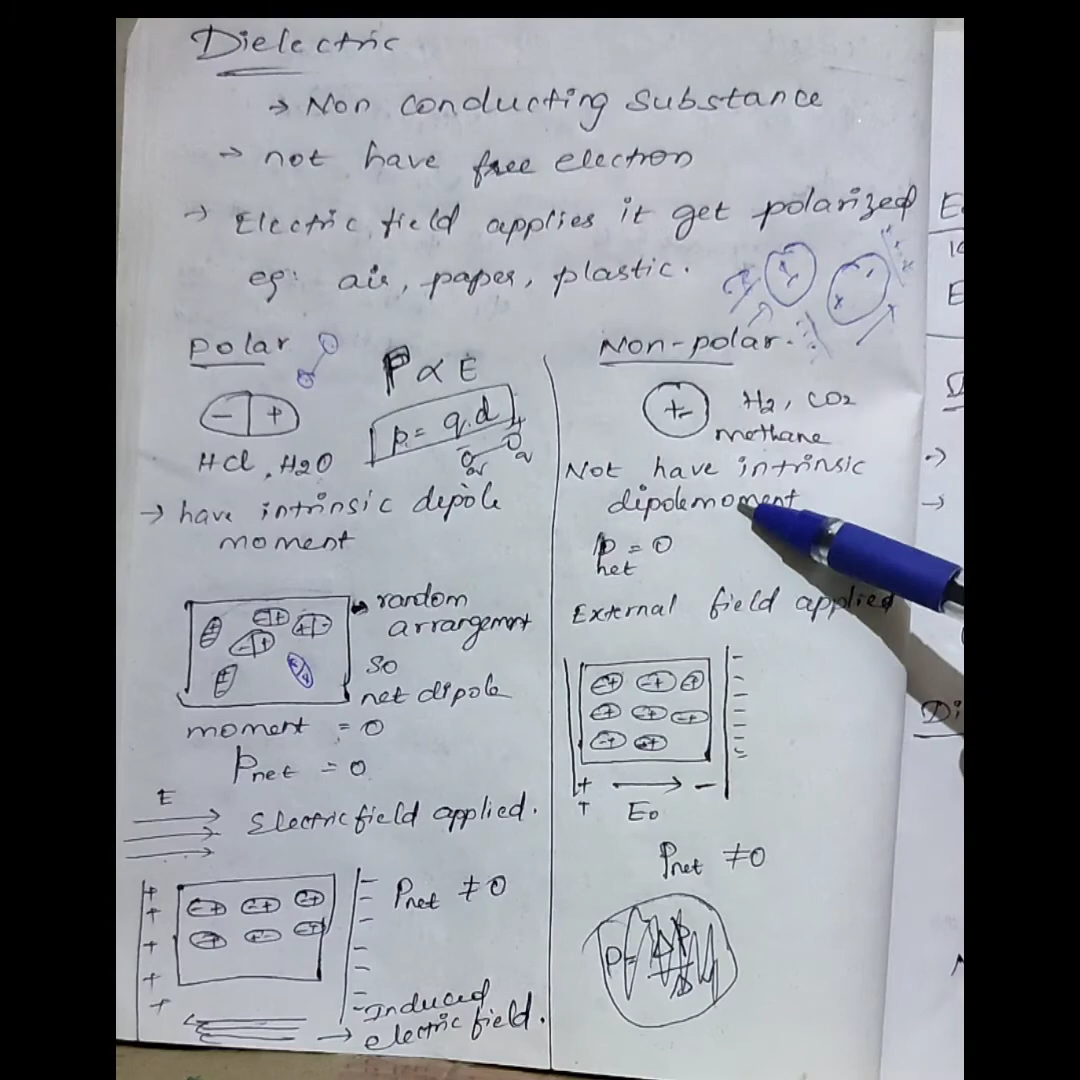 Dielectric
→ Non conducting substance
→ not have free electron
→ Electric field applies it get polarized
eg: air, paper, plastic.
Polar
P ∝ E
p = q.d
- +
HCl, H2O
→ have intrinsic depole
moment
random
arrangement
so
net dipole
moment = 0
Pnet = 0
E
Electric field applied.
Pnet ≠ 0
Induced
electric field.
Non-polar
+-
H2, CO2
methane
Not have intrinsic
dipolemoment
p = 0
net
External field applied
+ → -
+ E0
Pnet ≠ 0
E
E
Di